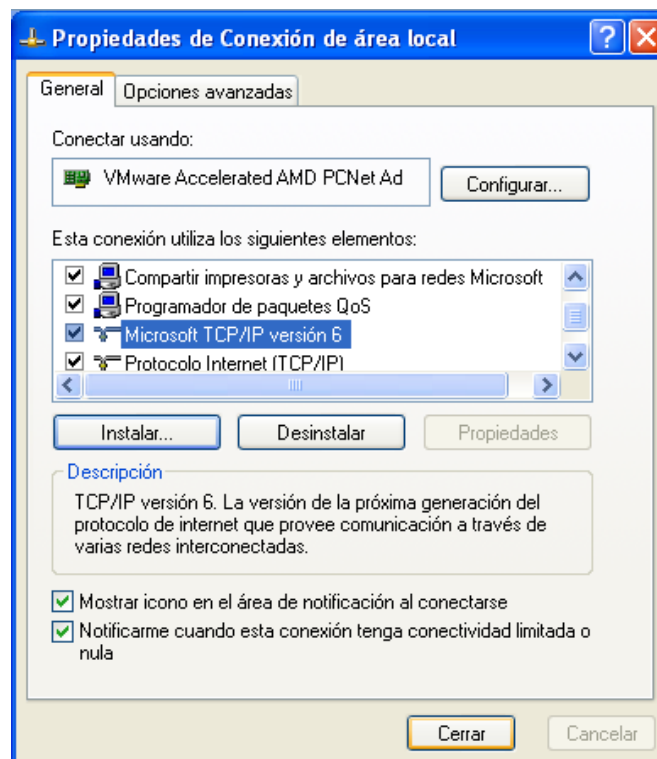 Propiedades de Conexión de área local
General
Opciones avanzadas
Conectar usando:
VMware Accelerated AMD PCNet Ad
Configurar...
Esta conexión utiliza los siguientes elementos:
Compartir impresoras y archivos para redes Microsoft
Programador de paquetes QoS
Microsoft TCP/IP versión 6
Protocolo Internet (TCP/IP)
Instalar...
Desinstalar
Propiedades
Descripción
TCP/IP versión 6. La versión de la próxima generación del
protocolo de internet que provee comunicación a través de
varias redes interconectadas.
Mostrar icono en el área de notificación al conectarse
Notificarme cuando esta conexión tenga conectividad limitada o
nula
Cerrar
Cancelar